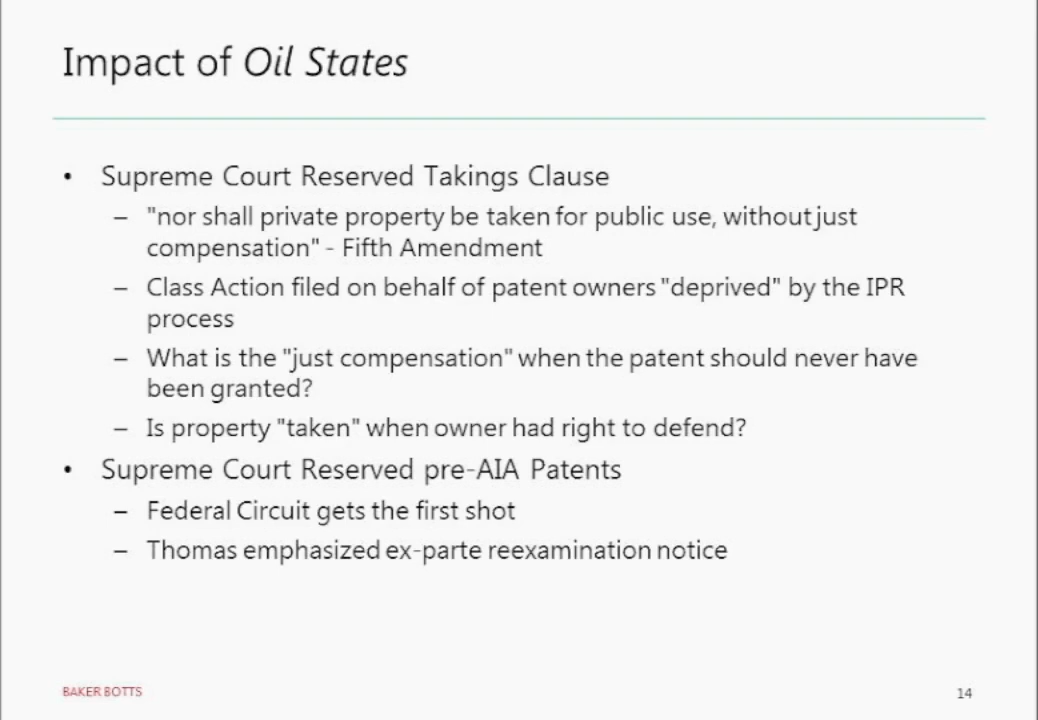 Impact of Oil States
• Supreme Court Reserved Takings Clause
– "nor shall private property be taken for public use, without just
compensation" - Fifth Amendment
– Class Action filed on behalf of patent owners "deprived" by the IPR
process
– What is the "just compensation" when the patent should never have
been granted?
– Is property "taken" when owner had right to defend?
• Supreme Court Reserved pre-AIA Patents
– Federal Circuit gets the first shot
– Thomas emphasized ex-parte reexamination notice
BAKER BOTTS
14